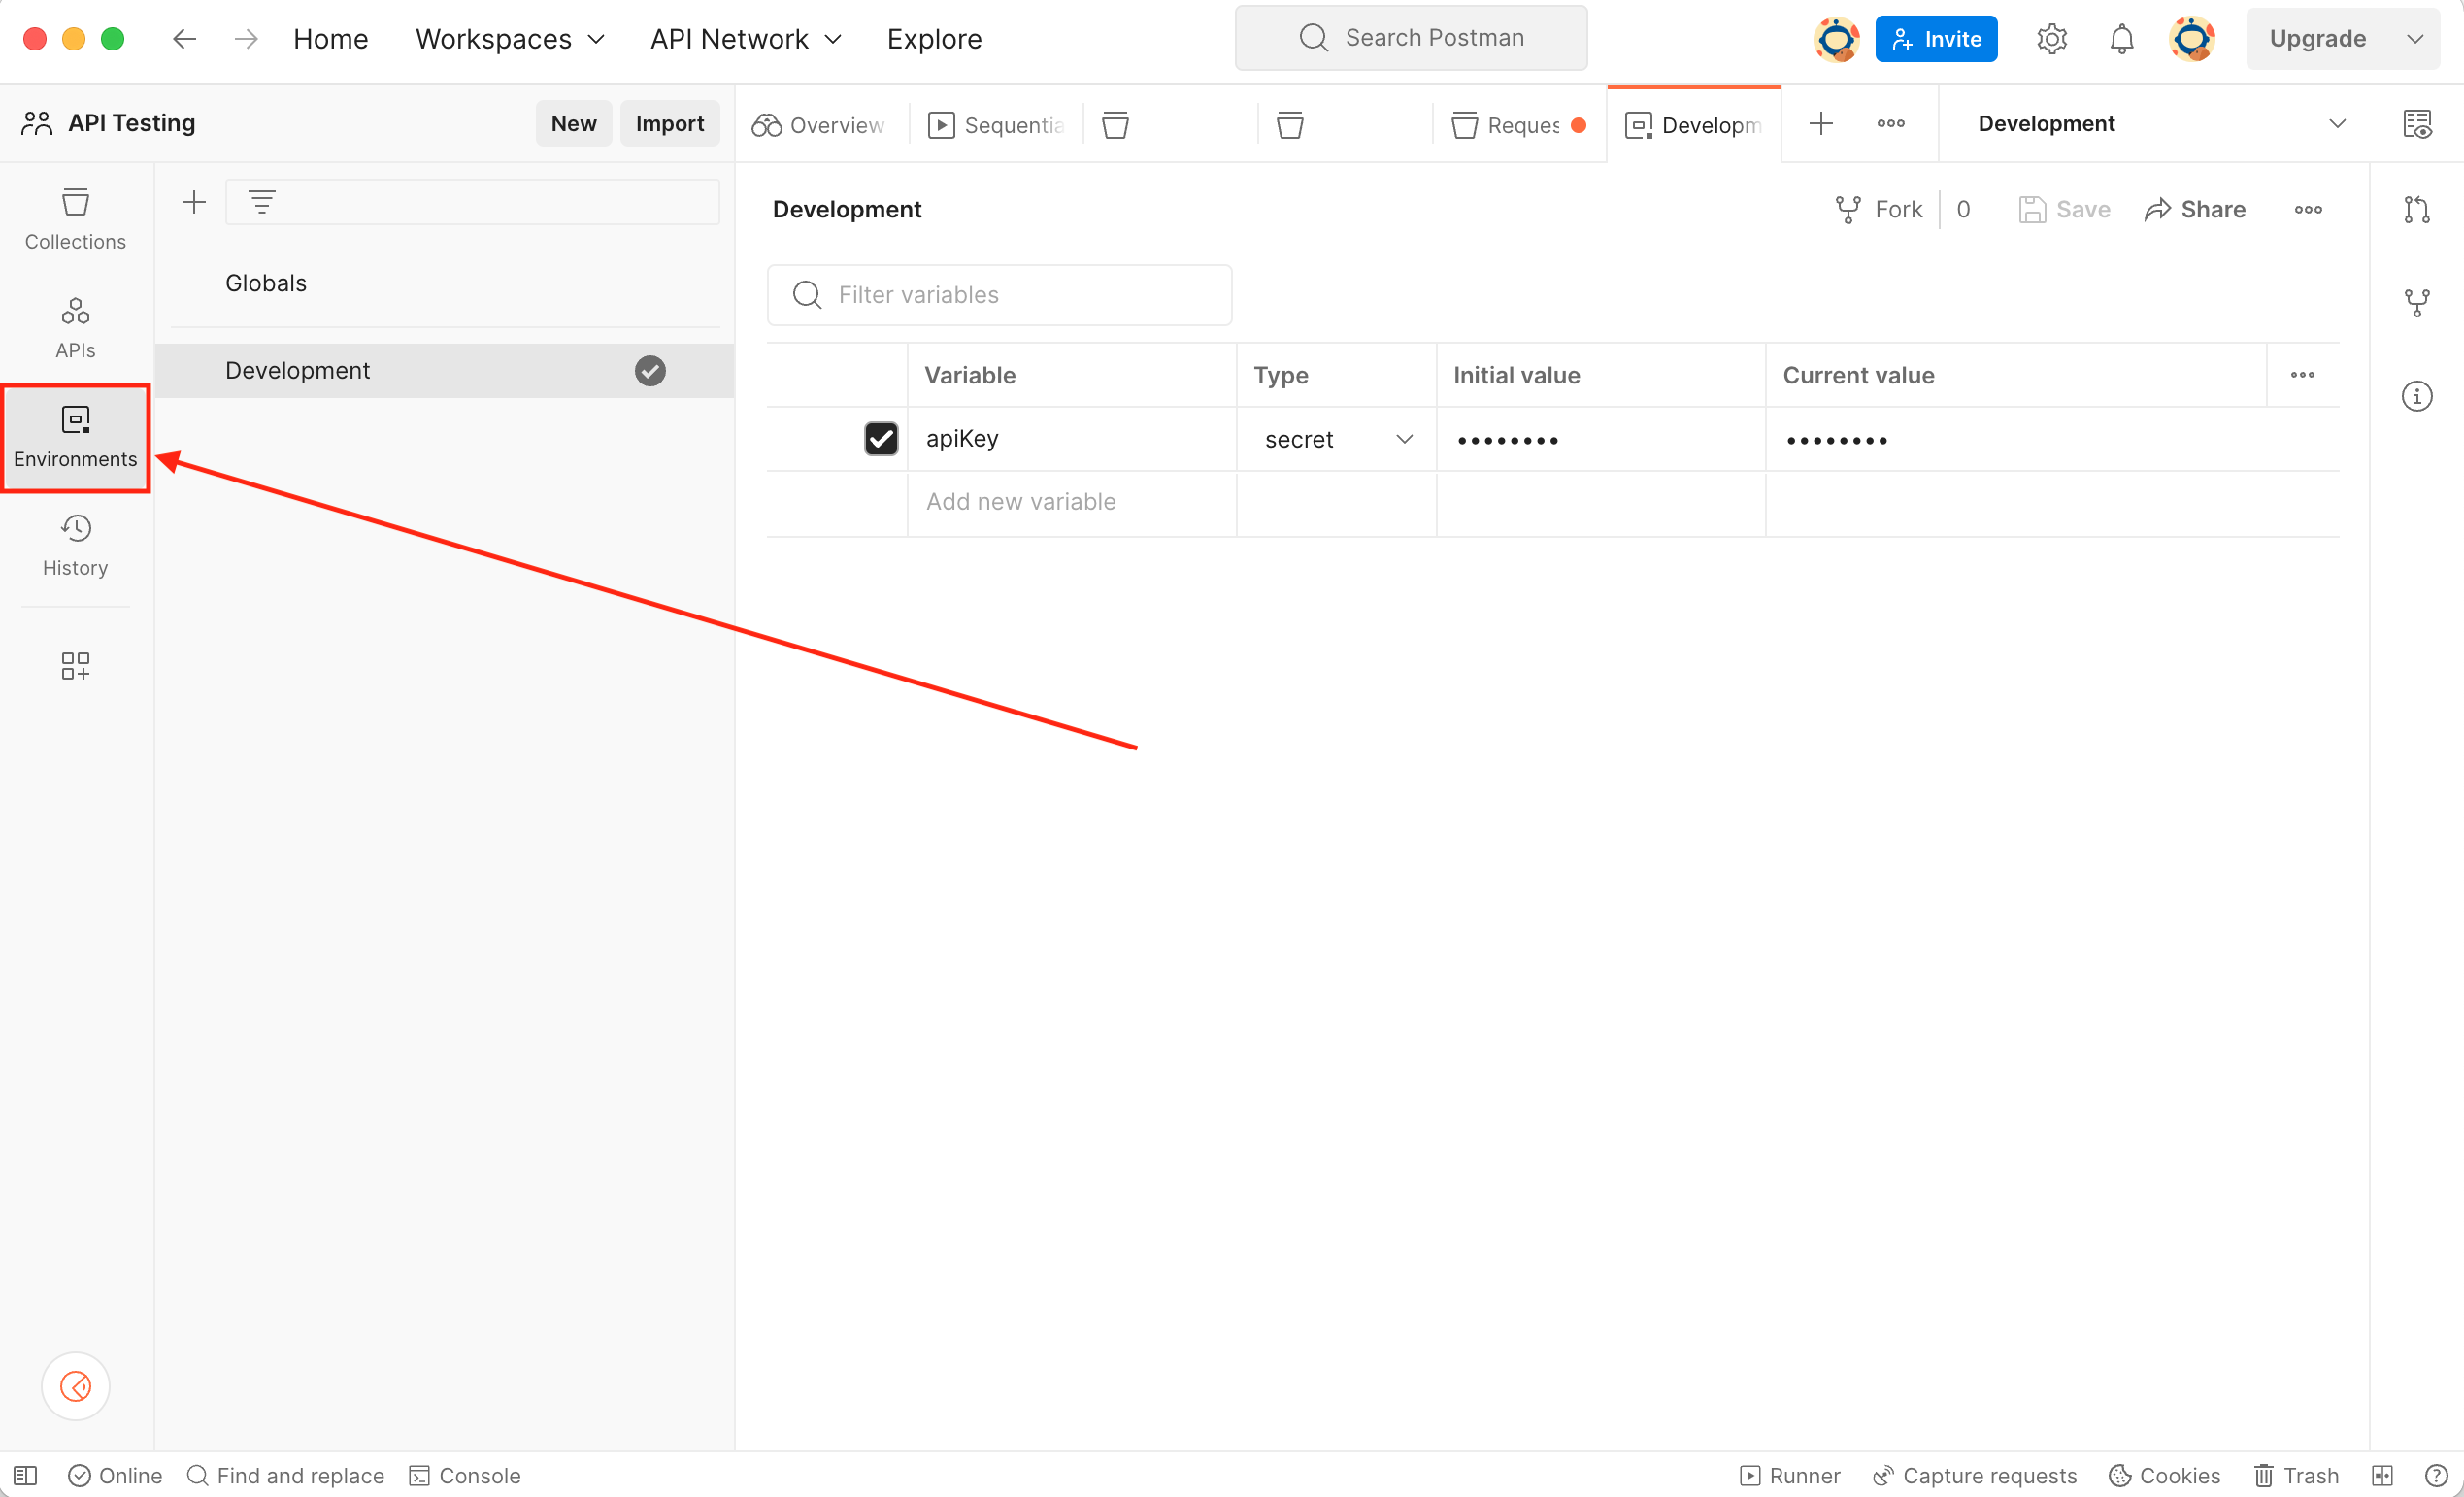 Home Workspaces API Network Explore Search Postman Invite Upgrade
API Testing New Import Overview Sequentia Reques Developm Development
Collections
APIs
Environments
History
Globals
Development
Development Fork 0 Save Share
Filter variables
Variable Type Initial value Current value
apiKey secret •••••••• ••••••••
Add new variable
Online Find and replace Console Runner Capture requests Cookies Trash